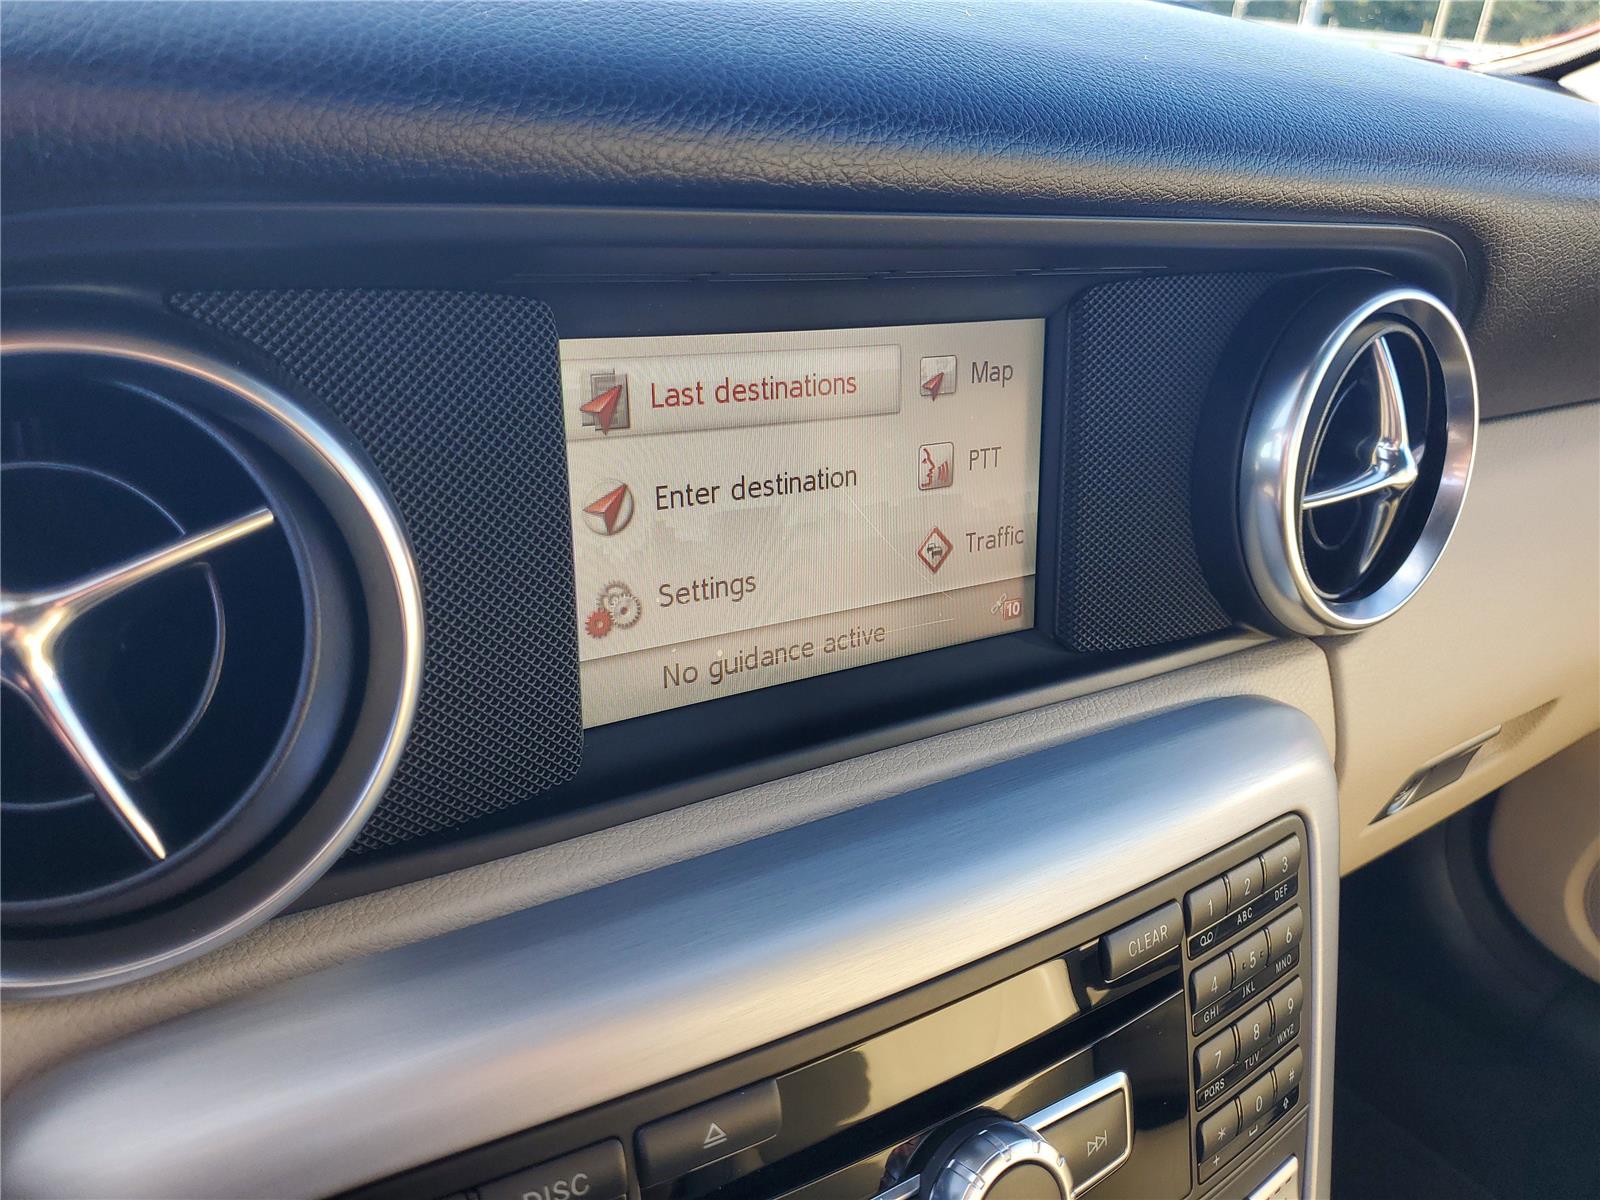 Last destinations
Map
Enter destination
PTT
Settings
Traffic
10
No guidance active
CLEAR
1 2 3
ABC DEF
4 5 6
GHI JKL MNO
7 8 9
PQRS TUV WXYZ
* 0 #
+
DISC